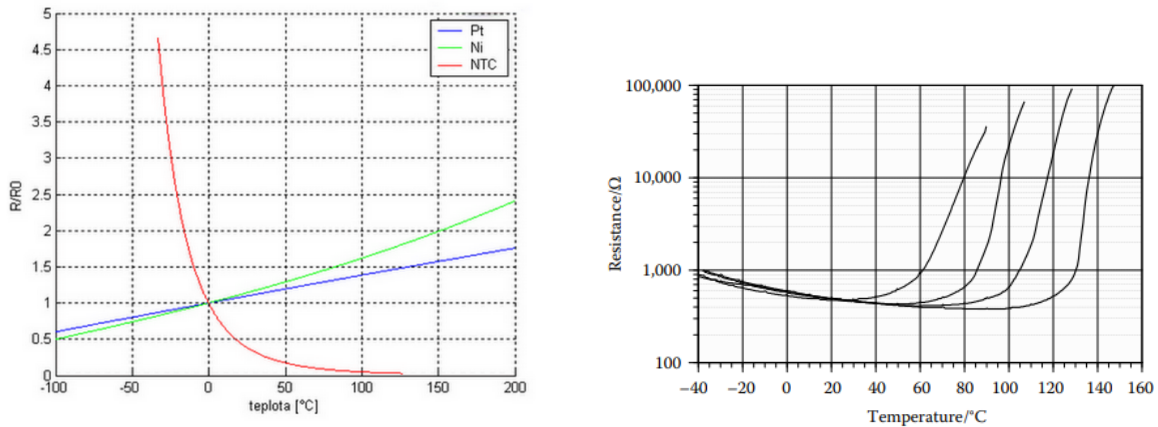 5
4.5
4
3.5
3
2.5
2
1.5
1
0.5
0
R/R0
Pt
Ni
NTC
-100 -50 0 50 100 150 200
teplota [°C]
100,000
10,000
1,000
100
Resistance/Ω
−40 −20 0 20 40 60 80 100 120 140 160
Temperature/°C